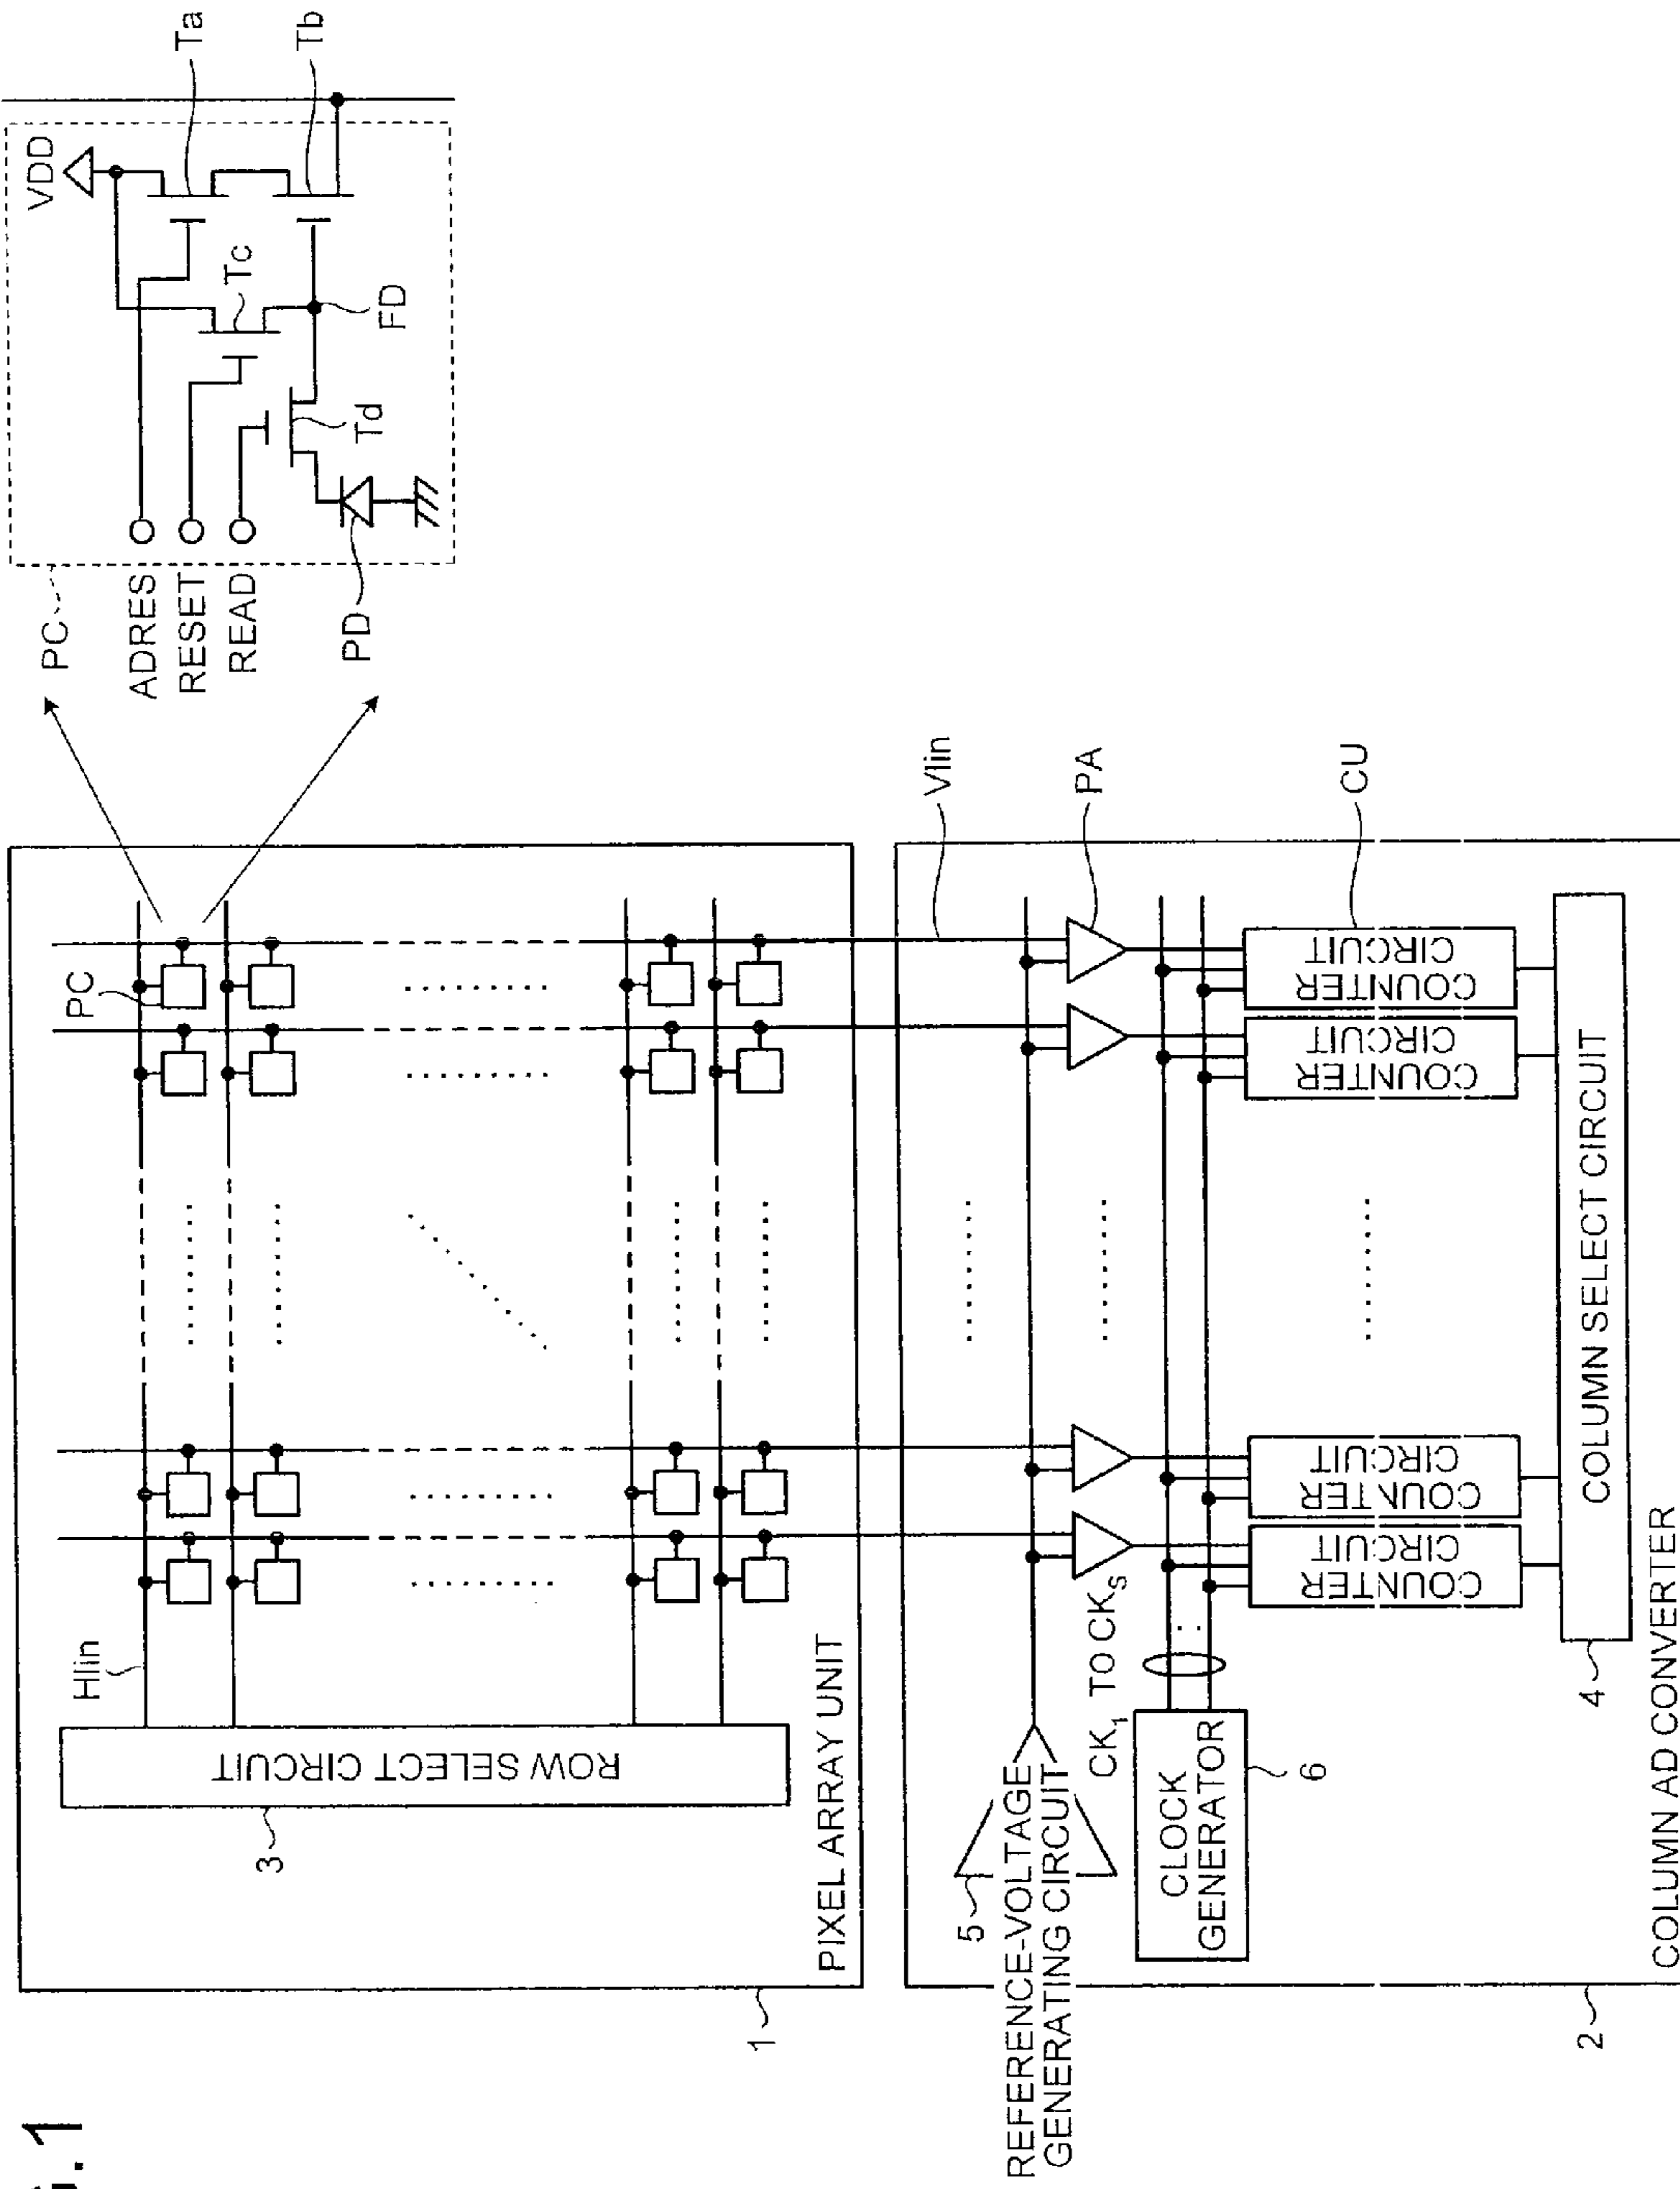 G.1
PC
ADRES
RESET
READ
PD
VDD
Ta
Tb
Tc
Td
FD
Hlin
PC
ROW SELECT CIRCUIT
3
PIXEL ARRAY UNIT
1
Vlin
PA
CU
5
REFERENCE-VOLTAGE
GENERATING CIRCUIT
CK₁ TO CKₛ
CLOCK
GENERATOR
6
COUNTER
CIRCUIT
COUNTER
CIRCUIT
COUNTER
CIRCUIT
COUNTER
CIRCUIT
COLUMN SELECT CIRCUIT
4
COLUMN AD CONVERTER
2